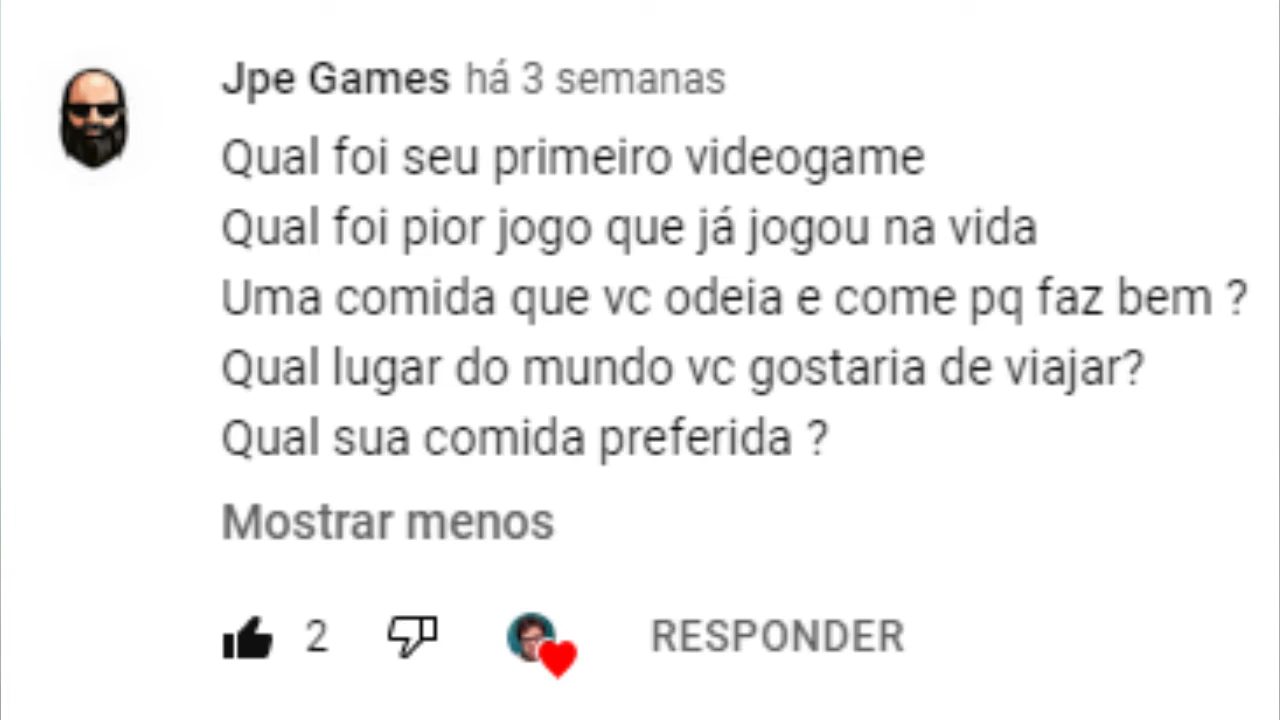 Jpe Games há 3 semanas
Qual foi seu primeiro videogame
Qual foi pior jogo que já jogou na vida
Uma comida que vc odeia e come pq faz bem ?
Qual lugar do mundo vc gostaria de viajar?
Qual sua comida preferida ?
Mostrar menos
2 RESPONDER